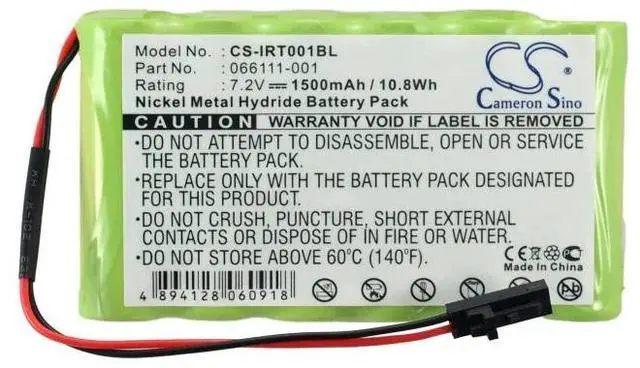 Model No. : CS-IRT001BL
Part No. : 066111-001
Rating : 7.2V⎓ 1500mAh / 10.8Wh
Nickel Metal Hydride Battery Pack
CS
Cameron Sino
CAUTION WARRANTY VOID IF LABEL IS REMOVED
•DO NOT ATTEMPT TO DISASSEMBLE, OPEN OR SERVICE
THE BATTERY PACK.
•REPLACE ONLY WITH THE BATTERY PACK DESIGNATED
FOR THIS PRODUCT.
•DO NOT CRUSH, PUNCTURE, SHORT EXTERNAL
CONTACTS OR DISPOSE OF IN FIRE OR WATER.
•DO NOT STORE ABOVE 60°C (140°F).
CE
Made In China
4 894128 060918